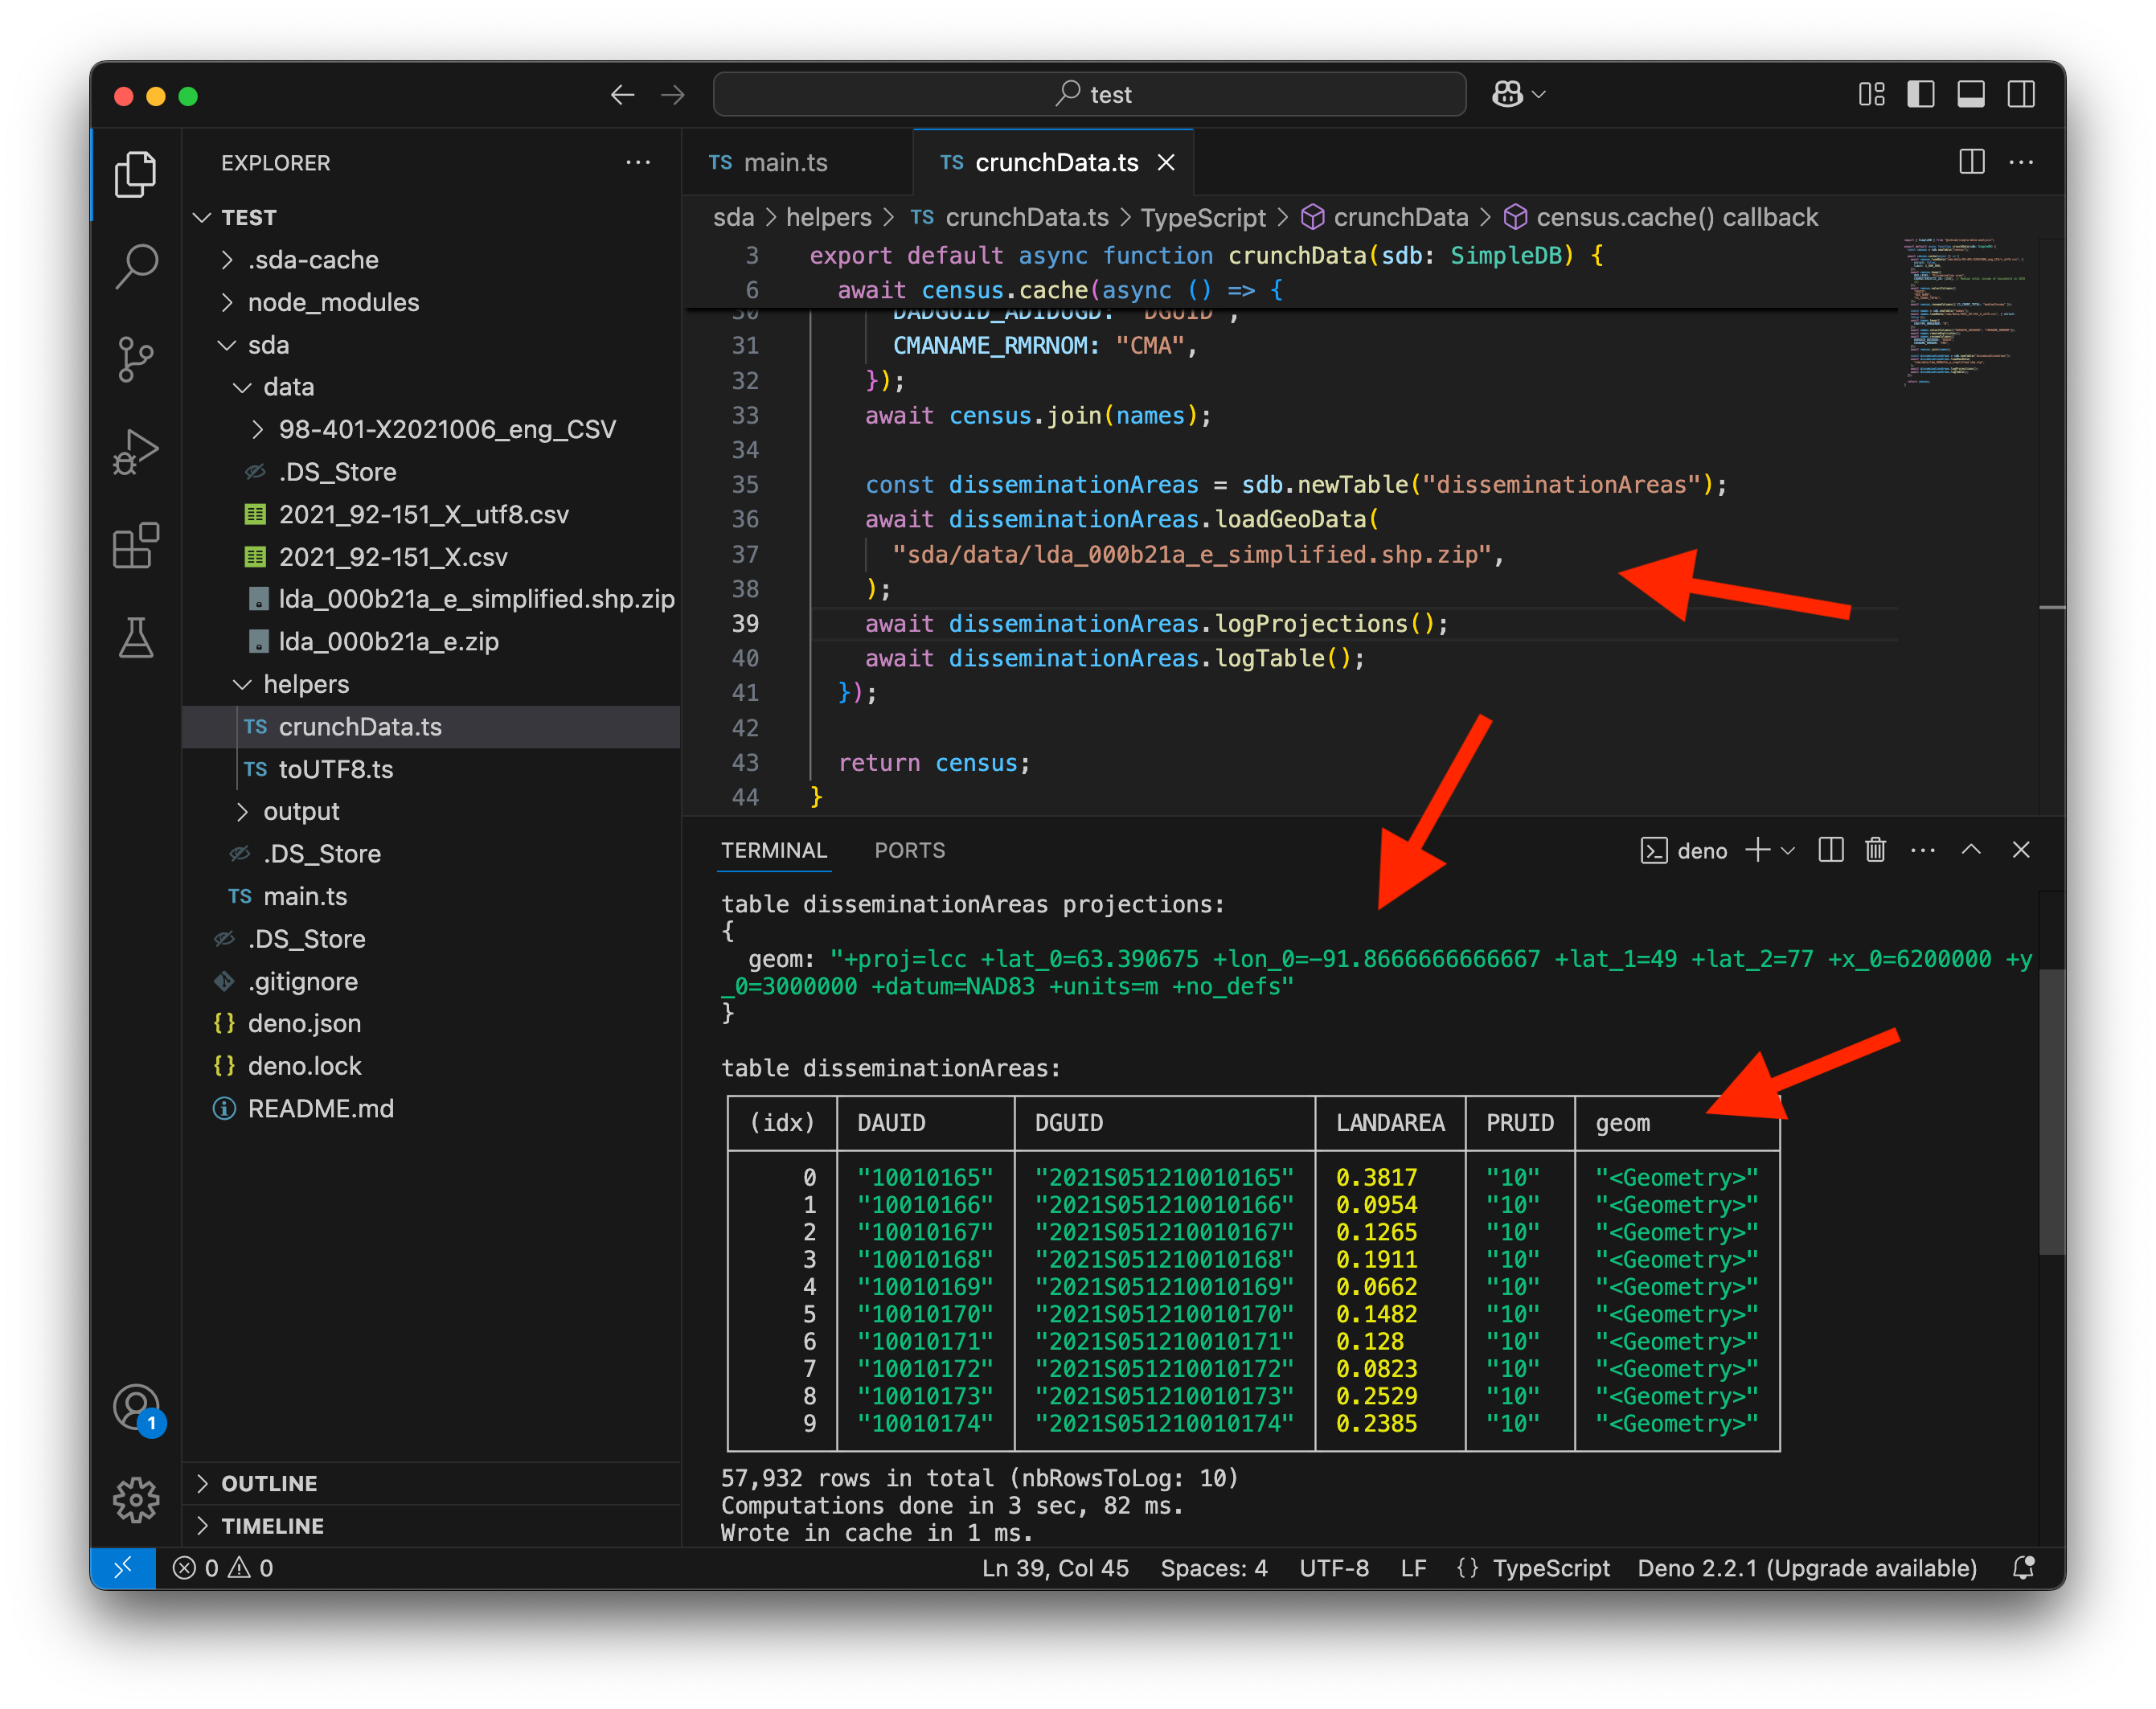 test
EXPLORER
TEST
.sda-cache
node_modules
sda
data
98-401-X2021006_eng_CSV
.DS_Store
2021_92-151_X_utf8.csv
2021_92-151_X.csv
lda_000b21a_e_simplified.shp.zip
lda_000b21a_e.zip
helpers
TS crunchData.ts
TS toUTF8.ts
output
.DS_Store
TS main.ts
.DS_Store
.gitignore
{} deno.json
{} deno.lock
README.md
OUTLINE
TIMELINE
1
TS main.ts
TS crunchData.ts
sda > helpers > TS crunchData.ts > TypeScript > crunchData > census.cache() callback
3 export default async function crunchData(sdb: SimpleDB) {
6 await census.cache(async () => {
30 DADGUID_ADIDUGD: "DGUID",
31 CMANAME_RMRNOM: "CMA",
32 });
33 await census.join(names);
34
35 const disseminationAreas = sdb.newTable("disseminationAreas");
36 await disseminationAreas.loadGeoData(
37 "sda/data/lda_000b21a_e_simplified.shp.zip",
38 );
39 await disseminationAreas.logProjections();
40 await disseminationAreas.logTable();
41 });
42
43 return census;
44 }
TERMINAL PORTS
deno
table disseminationAreas projections:
{
geom: "+proj=lcc +lat_0=63.390675 +lon_0=-91.8666666666667 +lat_1=49 +lat_2=77 +x_0=6200000 +y
_0=3000000 +datum=NAD83 +units=m +no_defs"
}
table disseminationAreas:
(idx) DAUID DGUID LANDAREA PRUID geom
0 "10010165" "2021S051210010165" 0.3817 "10" "<Geometry>"
1 "10010166" "2021S051210010166" 0.0954 "10" "<Geometry>"
2 "10010167" "2021S051210010167" 0.1265 "10" "<Geometry>"
3 "10010168" "2021S051210010168" 0.1911 "10" "<Geometry>"
4 "10010169" "2021S051210010169" 0.0662 "10" "<Geometry>"
5 "10010170" "2021S051210010170" 0.1482 "10" "<Geometry>"
6 "10010171" "2021S051210010171" 0.128 "10" "<Geometry>"
7 "10010172" "2021S051210010172" 0.0823 "10" "<Geometry>"
8 "10010173" "2021S051210010173" 0.2529 "10" "<Geometry>"
9 "10010174" "2021S051210010174" 0.2385 "10" "<Geometry>"
57,932 rows in total (nbRowsToLog: 10)
Computations done in 3 sec, 82 ms.
Wrote in cache in 1 ms.
0 0 Ln 39, Col 45 Spaces: 4 UTF-8 LF {} TypeScript Deno 2.2.1 (Upgrade available)